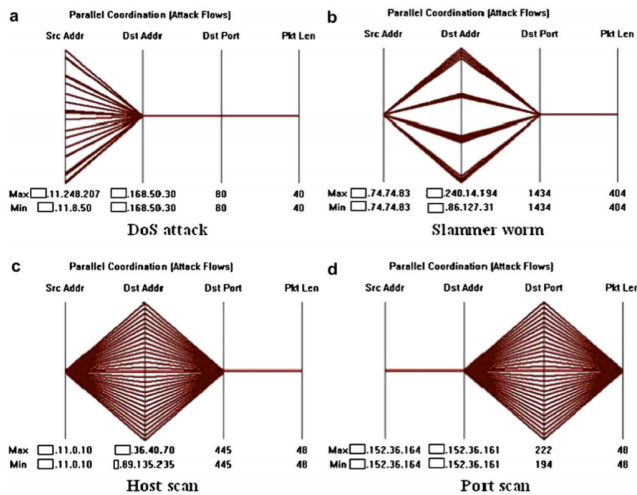 a
Parallel Coordination (Attack Flows)
Src Addr Dst Addr Dst Port Pkt Len
Max .11.248.207 .168.50.30 80 40
Min .11.8.50 .168.50.30 80 40
DoS attack
b
Parallel Coordination (Attack Flows)
Src Addr Dst Addr Dst Port Pkt Len
Max .74.74.83 .240.14.194 1434 404
Min .74.74.83 .86.127.31 1434 404
Slammer worm
c
Parallel Coordination (Attack Flows)
Src Addr Dst Addr Dst Port Pkt Len
Max .11.0.10 .36.40.70 445 48
Min .11.0.10 .89.135.235 445 48
Host scan
d
Parallel Coordination (Attack Flows)
Src Addr Dst Addr Dst Port Pkt Len
Max .152.36.164 .152.36.161 222 48
Min .152.36.164 .152.36.161 194 48
Port scan